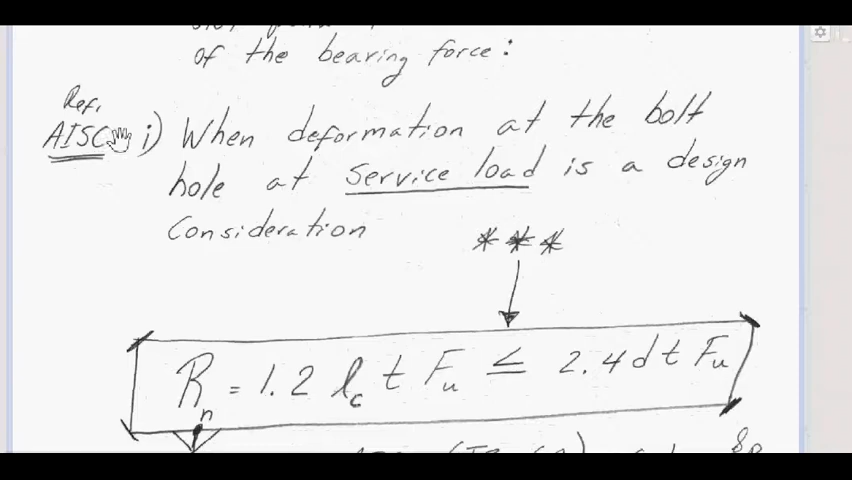 of the bearing force:
Ref.
AISC i) When deformation at the bolt
hole at service load is a design
consideration
***
Rn = 1.2 lc t Fu ≤ 2.4 d t Fu